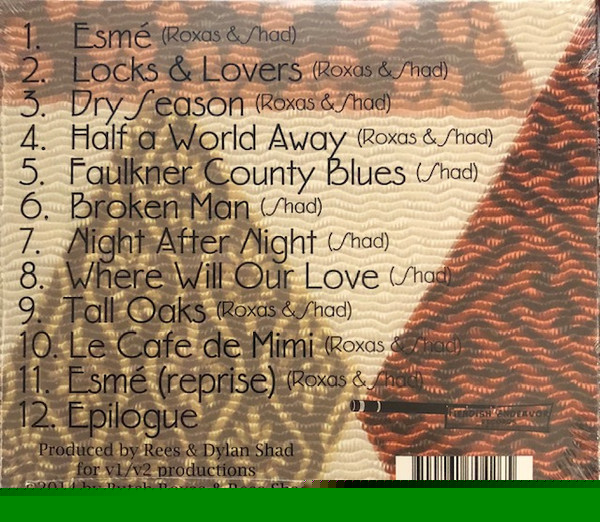 1. Esmé (Roxas & Shad)
2. Locks & Lovers (Roxas & Shad)
3. Dry Season (Roxas & Shad)
4. Half a World Away (Roxas & Shad)
5. Faulkner County Blues (Shad)
6. Broken Man (Shad)
7. Night After Night (Shad)
8. Where Will Our Love (Shad)
9. Tall Oaks (Roxas & Shad)
10. Le Cafe de Mimi (Roxas & Shad)
11. Esmé (reprise) (Roxas & Shad)
12. Epilogue
Produced by Rees & Dylan Shad
for v1/v2 productions